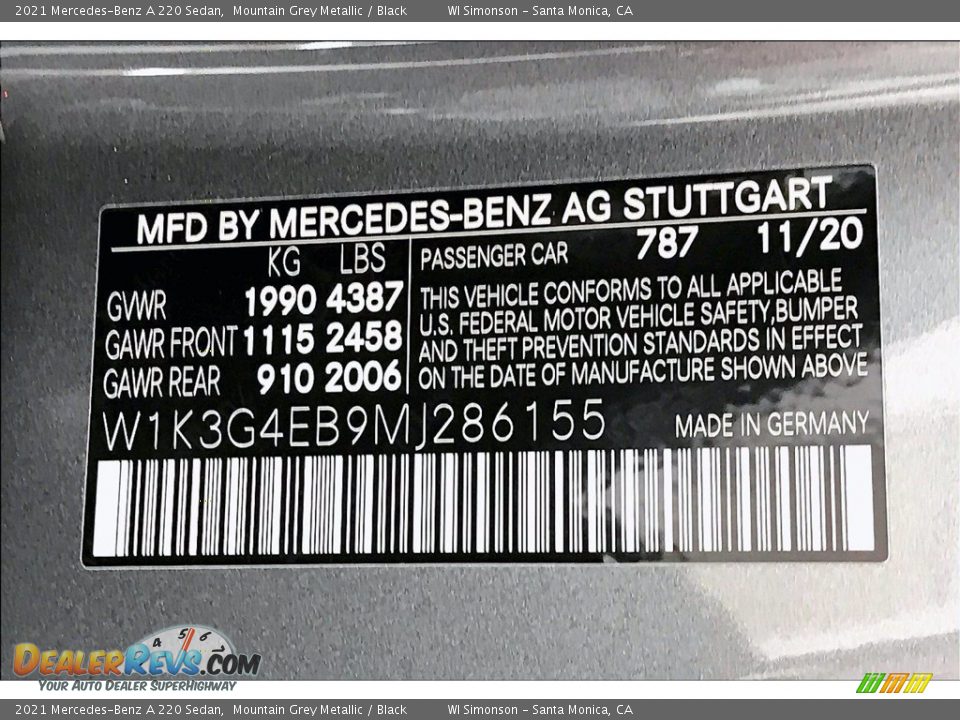 2021 Mercedes-Benz A 220 Sedan, Mountain Grey Metallic / Black WI Simonson - Santa Monica, CA
MFD BY MERCEDES-BENZ AG STUTTGART
KG LBS PASSENGER CAR 787 11/20
GVWR 1990 4387
GAWR FRONT 1115 2458
GAWR REAR 910 2006
THIS VEHICLE CONFORMS TO ALL APPLICABLE
U.S. FEDERAL MOTOR VEHICLE SAFETY,BUMPER
AND THEFT PREVENTION STANDARDS IN EFFECT
ON THE DATE OF MANUFACTURE SHOWN ABOVE
W1K3G4EB9MJ286155 MADE IN GERMANY
4 5 6
DEALERREVS.COM
YOUR AUTO DEALER SUPERHIGHWAY
2021 Mercedes-Benz A 220 Sedan, Mountain Grey Metallic / Black WI Simonson - Santa Monica, CA